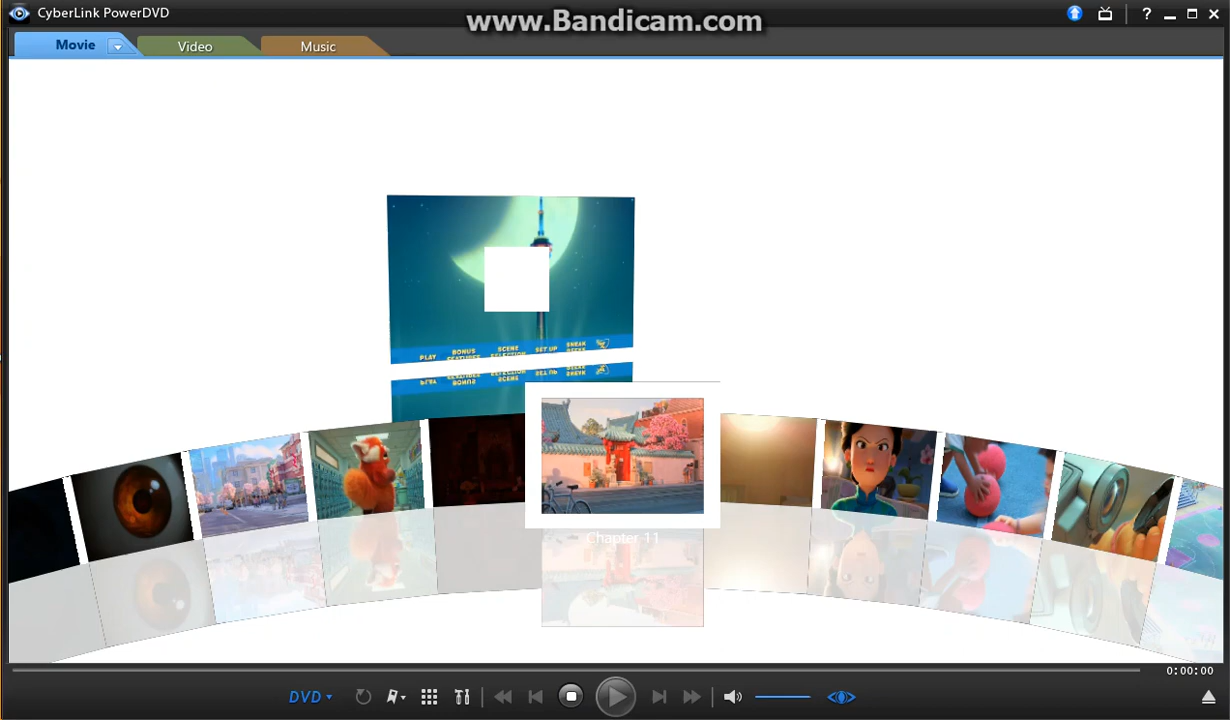 CyberLink PowerDVD
www.Bandicam.com
?
Movie
Video
Music
PLAY
BONUS FEATURES
SCENE SELECTION
SET UP
SNEAK PEEKS
Chapter 11
0:00:00
DVD